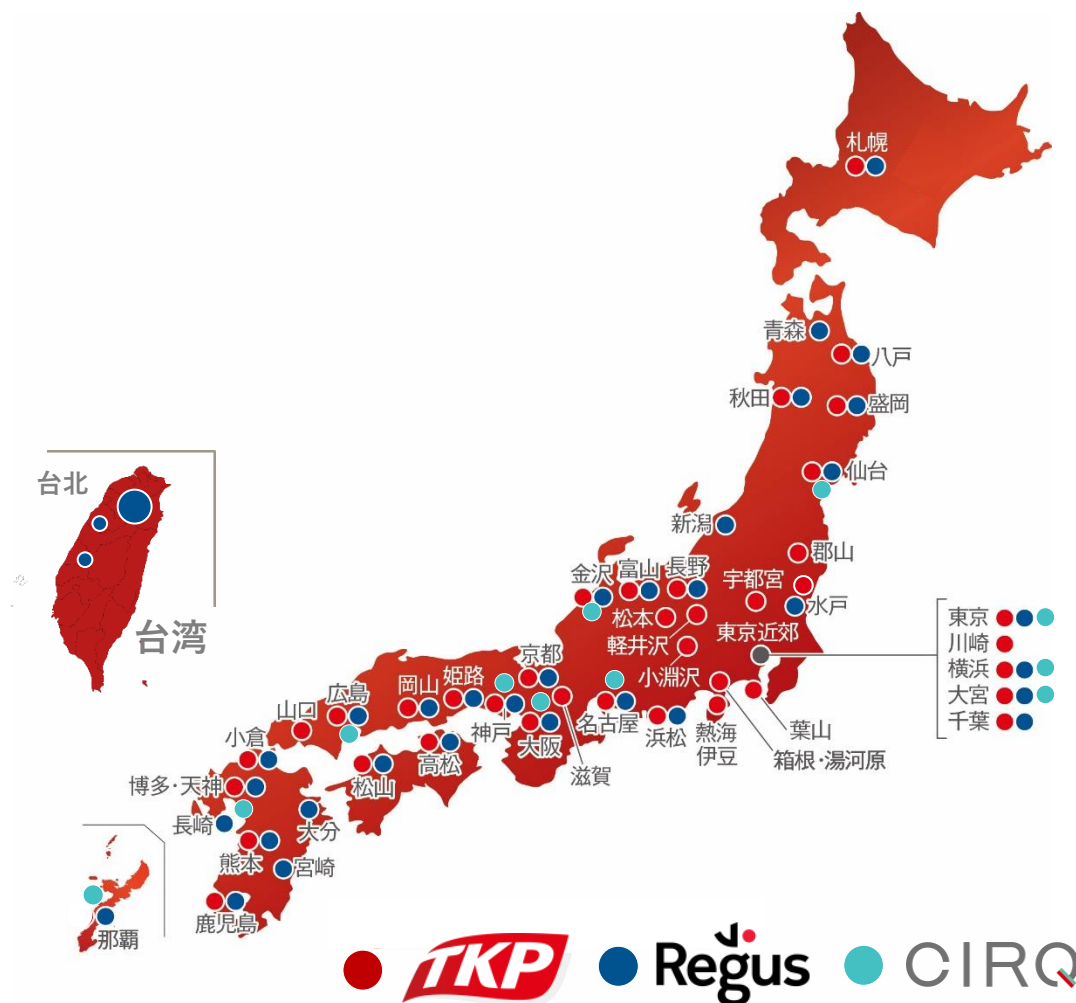 札幌
青森
八戸
秋田
盛岡
仙台
台北
新潟
郡山
金沢
富山
長野
宇都宮
水戸
松本
東京近郊
東京
台湾
軽井沢
川崎
京都
小淵沢
横浜
姫路
広島
岡山
大宮
山口
千葉
神戸
名古屋
浜松
熱海
伊豆
葉山
小倉
大阪
高松
滋賀
箱根・湯河原
博多・天神
松山
長崎
大分
熊本
宮崎
鹿児島
那覇
TKP
Regus
CIRQ